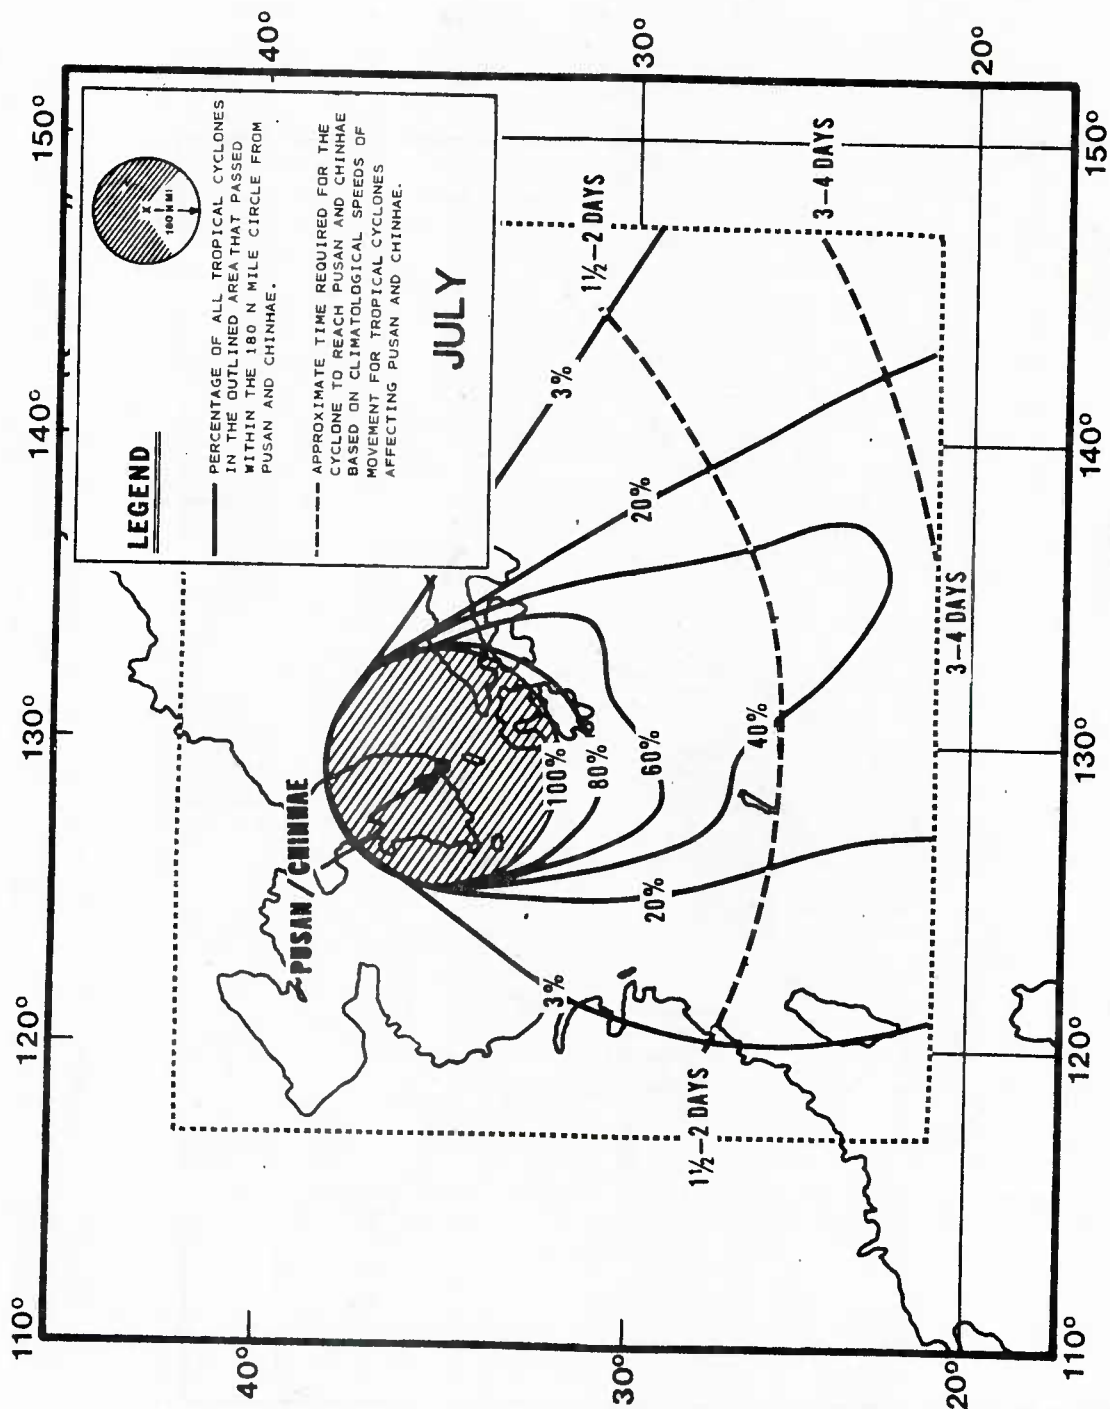 110°
120°
130°
140°
150°
40°
40°
30°
30°
20°
20°
110°
120°
130°
140°
150°
LEGEND
X
180 NMI
PERCENTAGE OF ALL TROPICAL CYCLONES
IN THE OUTLINED AREA THAT PASSED
WITHIN THE 180 N MILE CIRCLE FROM
PUSAN AND CHINHAE.
APPROXIMATE TIME REQUIRED FOR THE
CYCLONE TO REACH PUSAN AND CHINHAE
BASED ON CLIMATOLOGICAL SPEEDS OF
MOVEMENT FOR TROPICAL CYCLONES
AFFECTING PUSAN AND CHINHAE.
JULY
PUSAN/CHINHAE
100%
80%
60%
40%
20%
20%
3%
3%
1½-2 DAYS
1½-2 DAYS
3-4 DAYS
3-4 DAYS